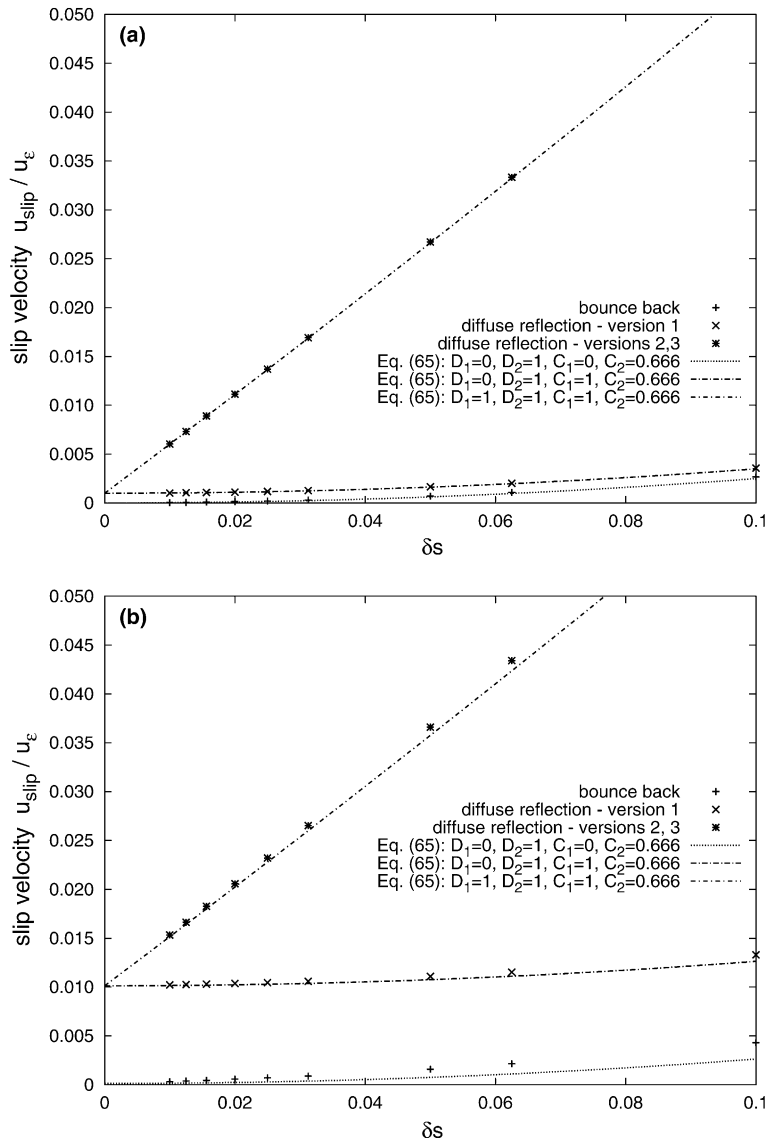 (a)
0.050
0.045
0.040
0.035
0.030
0.025
0.020
0.015
0.010
0.005
0
slip velocity u_slip / u_ε
bounce back
diffuse reflection - version 1
diffuse reflection - versions 2,3
Eq. (65): D₁=0, D₂=1, C₁=0, C₂=0.666
Eq. (65): D₁=0, D₂=1, C₁=1, C₂=0.666
Eq. (65): D₁=1, D₂=1, C₁=1, C₂=0.666
0 0.02 0.04 0.06 0.08 0.1
δs
(b)
0.050
0.045
0.040
0.035
0.030
0.025
0.020
0.015
0.010
0.005
0
slip velocity u_slip / u_ε
bounce back
diffuse reflection - version 1
diffuse reflection - versions 2, 3
Eq. (65): D₁=0, D₂=1, C₁=0, C₂=0.666
Eq. (65): D₁=0, D₂=1, C₁=1, C₂=0.666
Eq. (65): D₁=1, D₂=1, C₁=1, C₂=0.666
0 0.02 0.04 0.06 0.08 0.1
δs